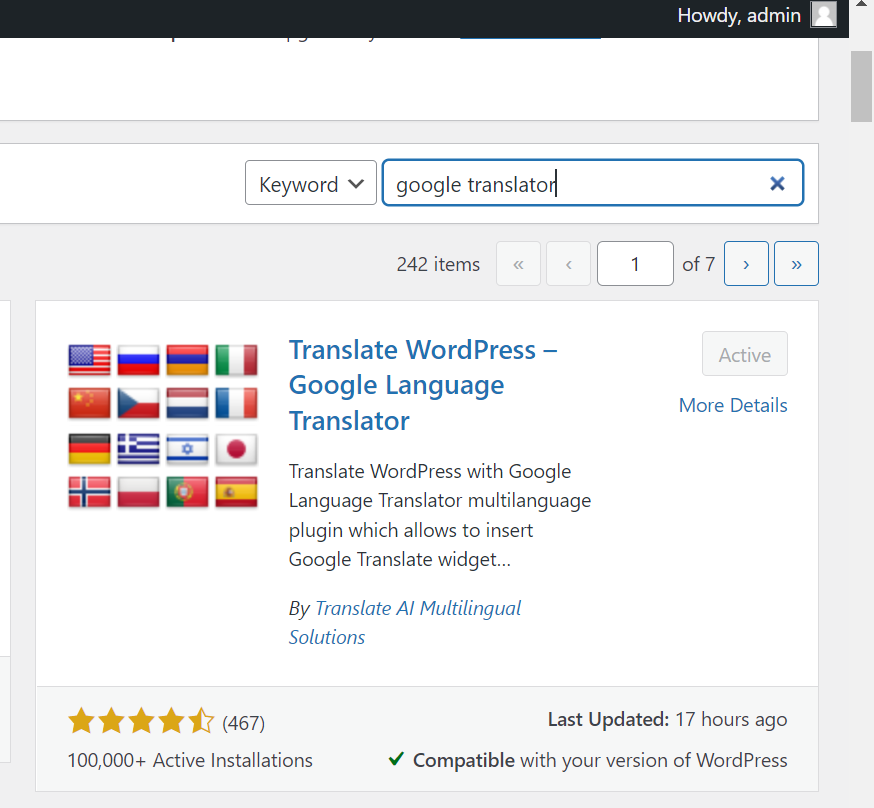 Howdy, admin
Keyword
google translator
242 items « ‹ 1 of 7 › »
Translate WordPress –
Google Language
Translator
Active
More Details
Translate WordPress with Google
Language Translator multilanguage
plugin which allows to insert
Google Translate widget…
By Translate AI Multilingual
Solutions
(467)
Last Updated: 17 hours ago
100,000+ Active Installations
Compatible with your version of WordPress